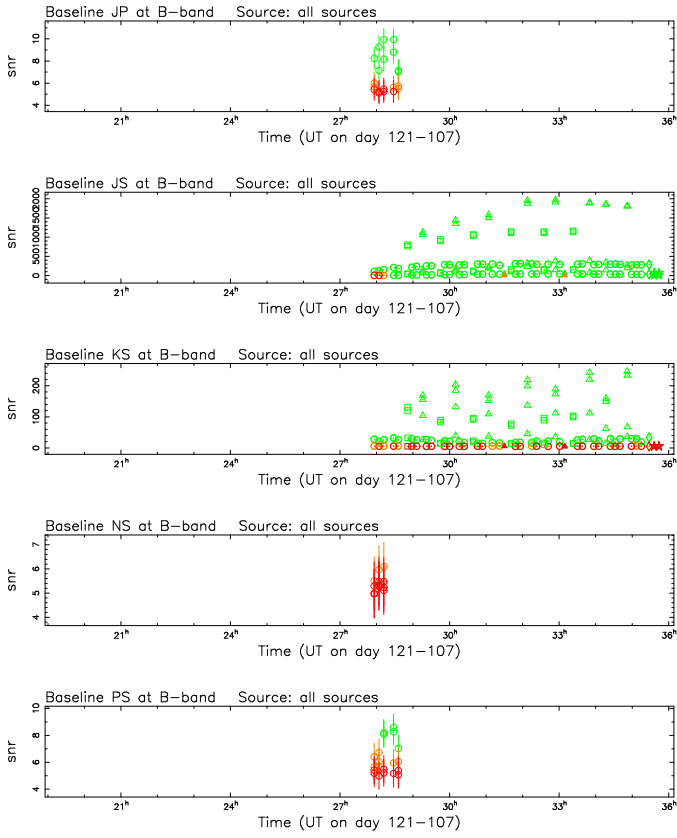 Baseline JP at B-band Source: all sources
10
8
6
4
snr
21h 24h 27h 30h 33h 36h
Time (UT on day 121-107)
Baseline JS at B-band Source: all sources
2000
1500
1000
500
0
snr
21h 24h 27h 30h 33h 36h
Time (UT on day 121-107)
Baseline KS at B-band Source: all sources
200
100
0
snr
21h 24h 27h 30h 33h 36h
Time (UT on day 121-107)
Baseline NS at B-band Source: all sources
7
6
5
4
snr
21h 24h 27h 30h 33h 36h
Time (UT on day 121-107)
Baseline PS at B-band Source: all sources
10
8
6
4
snr
21h 24h 27h 30h 33h 36h
Time (UT on day 121-107)